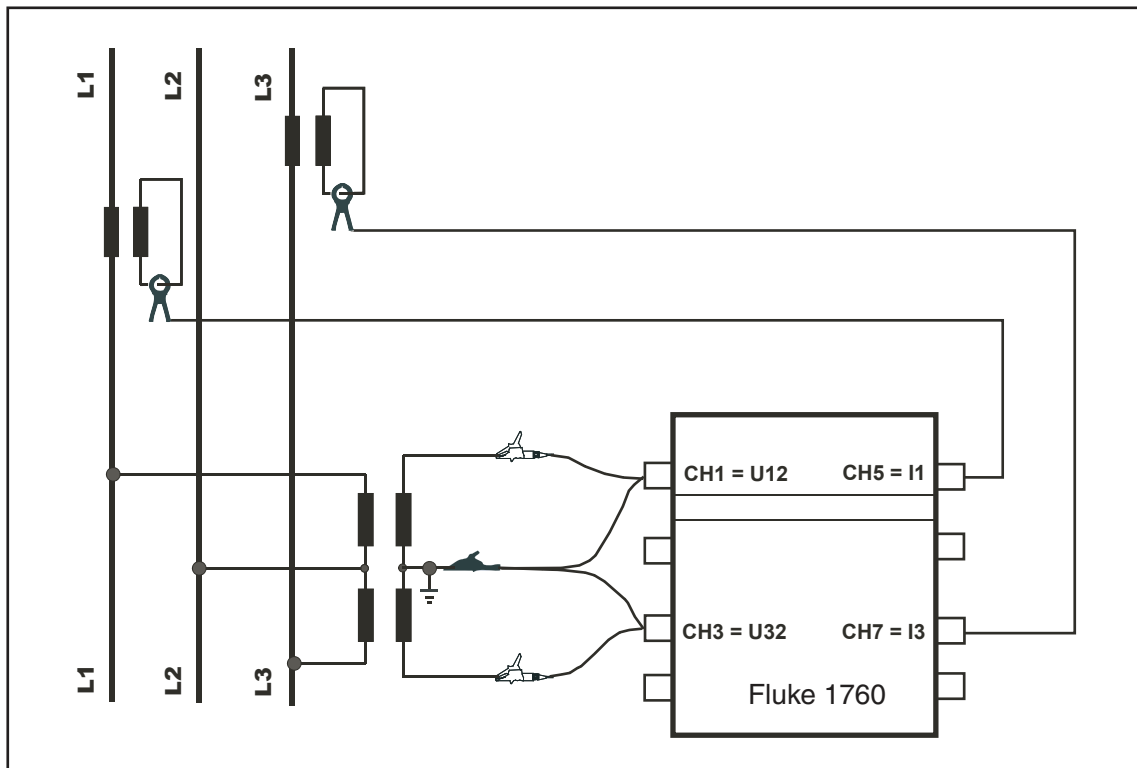 L1
L2
L3
CH1 = U12
CH5 = I1
CH3 = U32
CH7 = I3
L1
L2
L3
Fluke 1760